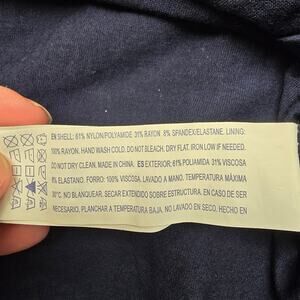 EN SHELL: 61% NYLON/POLYAMIDE 31% RAYON 8% SPANDEX/ELASTANE. LINING:
100% RAYON. HAND WASH COLD. DO NOT BLEACH. DRY FLAT. IRON LOW IF NEEDED.
DO NOT DRY-CLEAN. MADE IN CHINA. ES EXTERIOR: 61% POLIAMIDA 31% VISCOSA
8% ELASTANO. FORRO: 100% VISCOSA. LAVADO A MANO. TEMPERATURA MÁXIMA
30°C. NO BLANQUEAR. SECAR EXTENDIDO SOBRE ESTRUCTURA. EN CASO DE SER
NECESARIO, PLANCHAR A TEMPERATURA BAJA. NO LAVADO EN SECO. HECHO EN